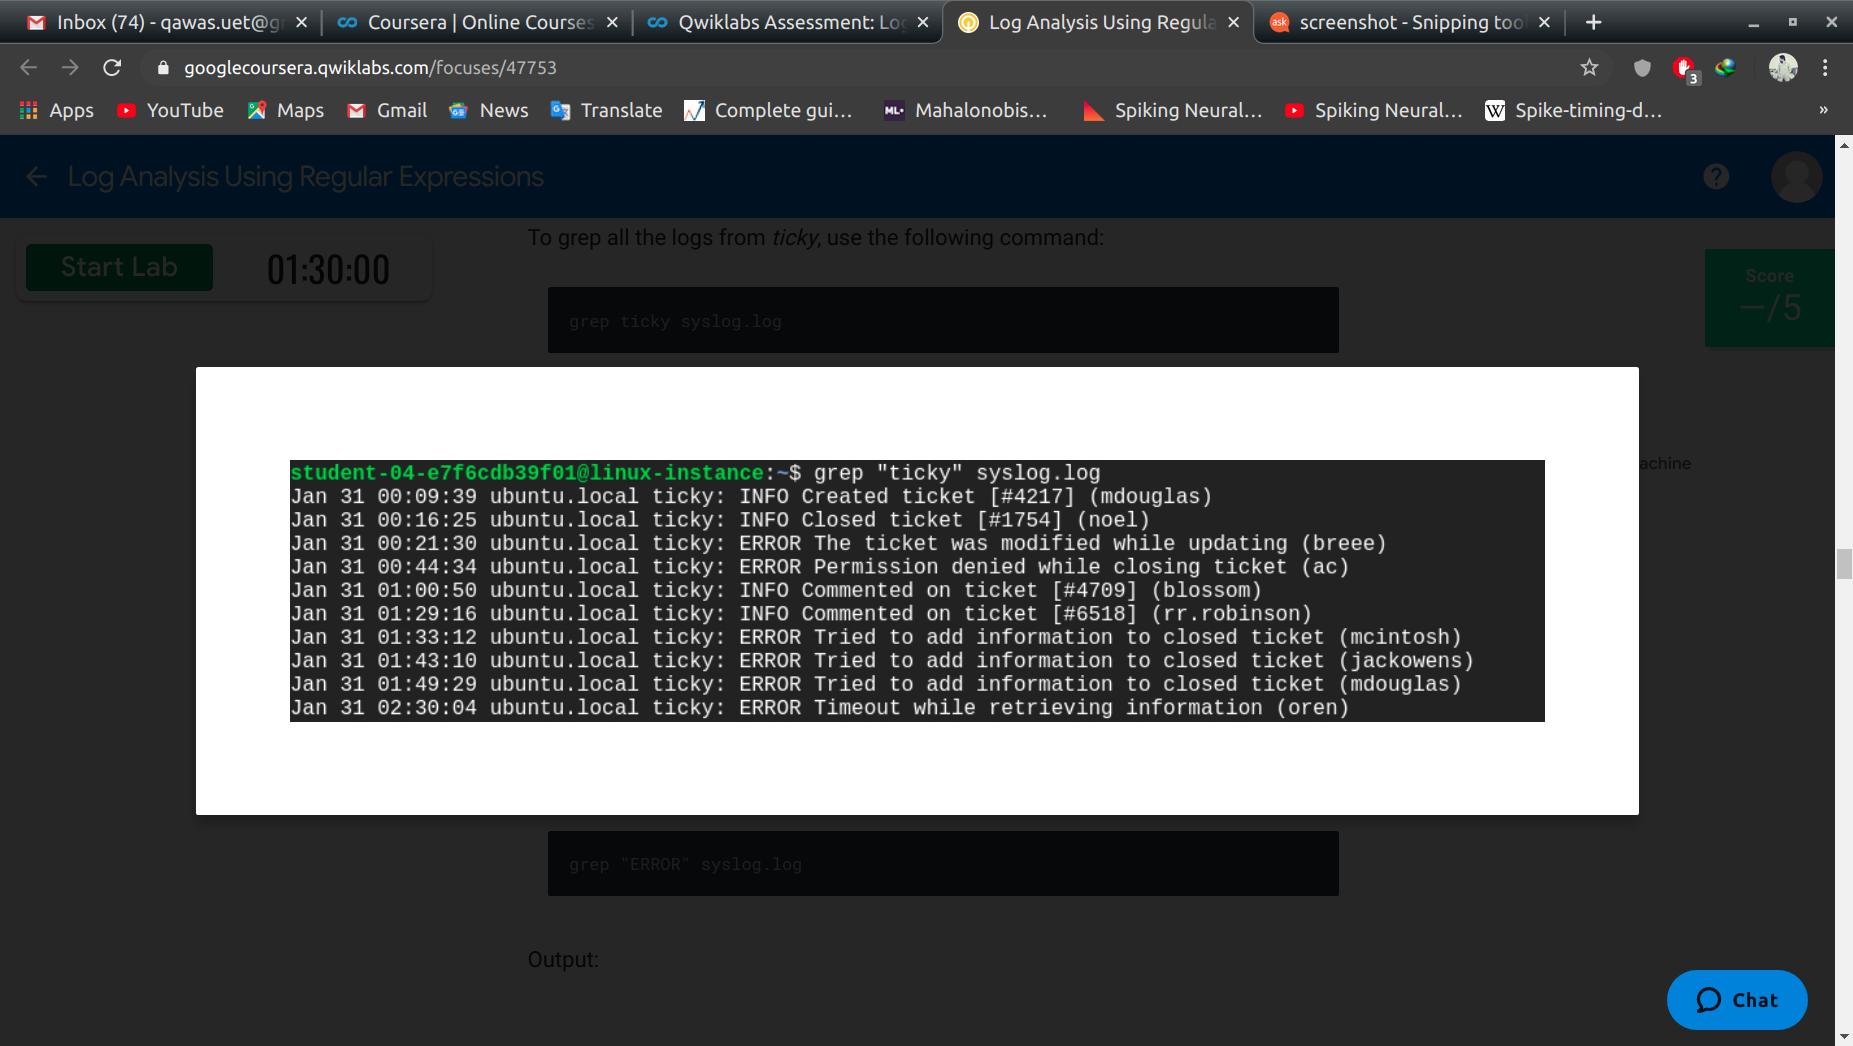 Inbox (74) - qawas.uet@g
Coursera | Online Courses
Qwiklabs Assessment: Log
Log Analysis Using Regula
ask
screenshot - Snipping tool
googlecoursera.qwiklabs.com/focuses/47753
3
Apps
YouTube
Maps
Gmail
News
Translate
Complete gui...
ML
Mahalonobis...
Spiking Neural...
Spiking Neural...
W
Spike-timing-d...
»
Log Analysis Using Regular Expressions
Start Lab
01:30:00
To grep all the logs from ticky, use the following command:
Score
—/5
grep ticky syslog.log
achine
student-04-e7f6cdb39f01@linux-instance:~$ grep "ticky" syslog.log
Jan 31 00:09:39 ubuntu.local ticky: INFO Created ticket [#4217] (mdouglas)
Jan 31 00:16:25 ubuntu.local ticky: INFO Closed ticket [#1754] (noel)
Jan 31 00:21:30 ubuntu.local ticky: ERROR The ticket was modified while updating (breee)
Jan 31 00:44:34 ubuntu.local ticky: ERROR Permission denied while closing ticket (ac)
Jan 31 01:00:50 ubuntu.local ticky: INFO Commented on ticket [#4709] (blossom)
Jan 31 01:29:16 ubuntu.local ticky: INFO Commented on ticket [#6518] (rr.robinson)
Jan 31 01:33:12 ubuntu.local ticky: ERROR Tried to add information to closed ticket (mcintosh)
Jan 31 01:43:10 ubuntu.local ticky: ERROR Tried to add information to closed ticket (jackowens)
Jan 31 01:49:29 ubuntu.local ticky: ERROR Tried to add information to closed ticket (mdouglas)
Jan 31 02:30:04 ubuntu.local ticky: ERROR Timeout while retrieving information (oren)
grep "ERROR" syslog.log
Output:
Chat